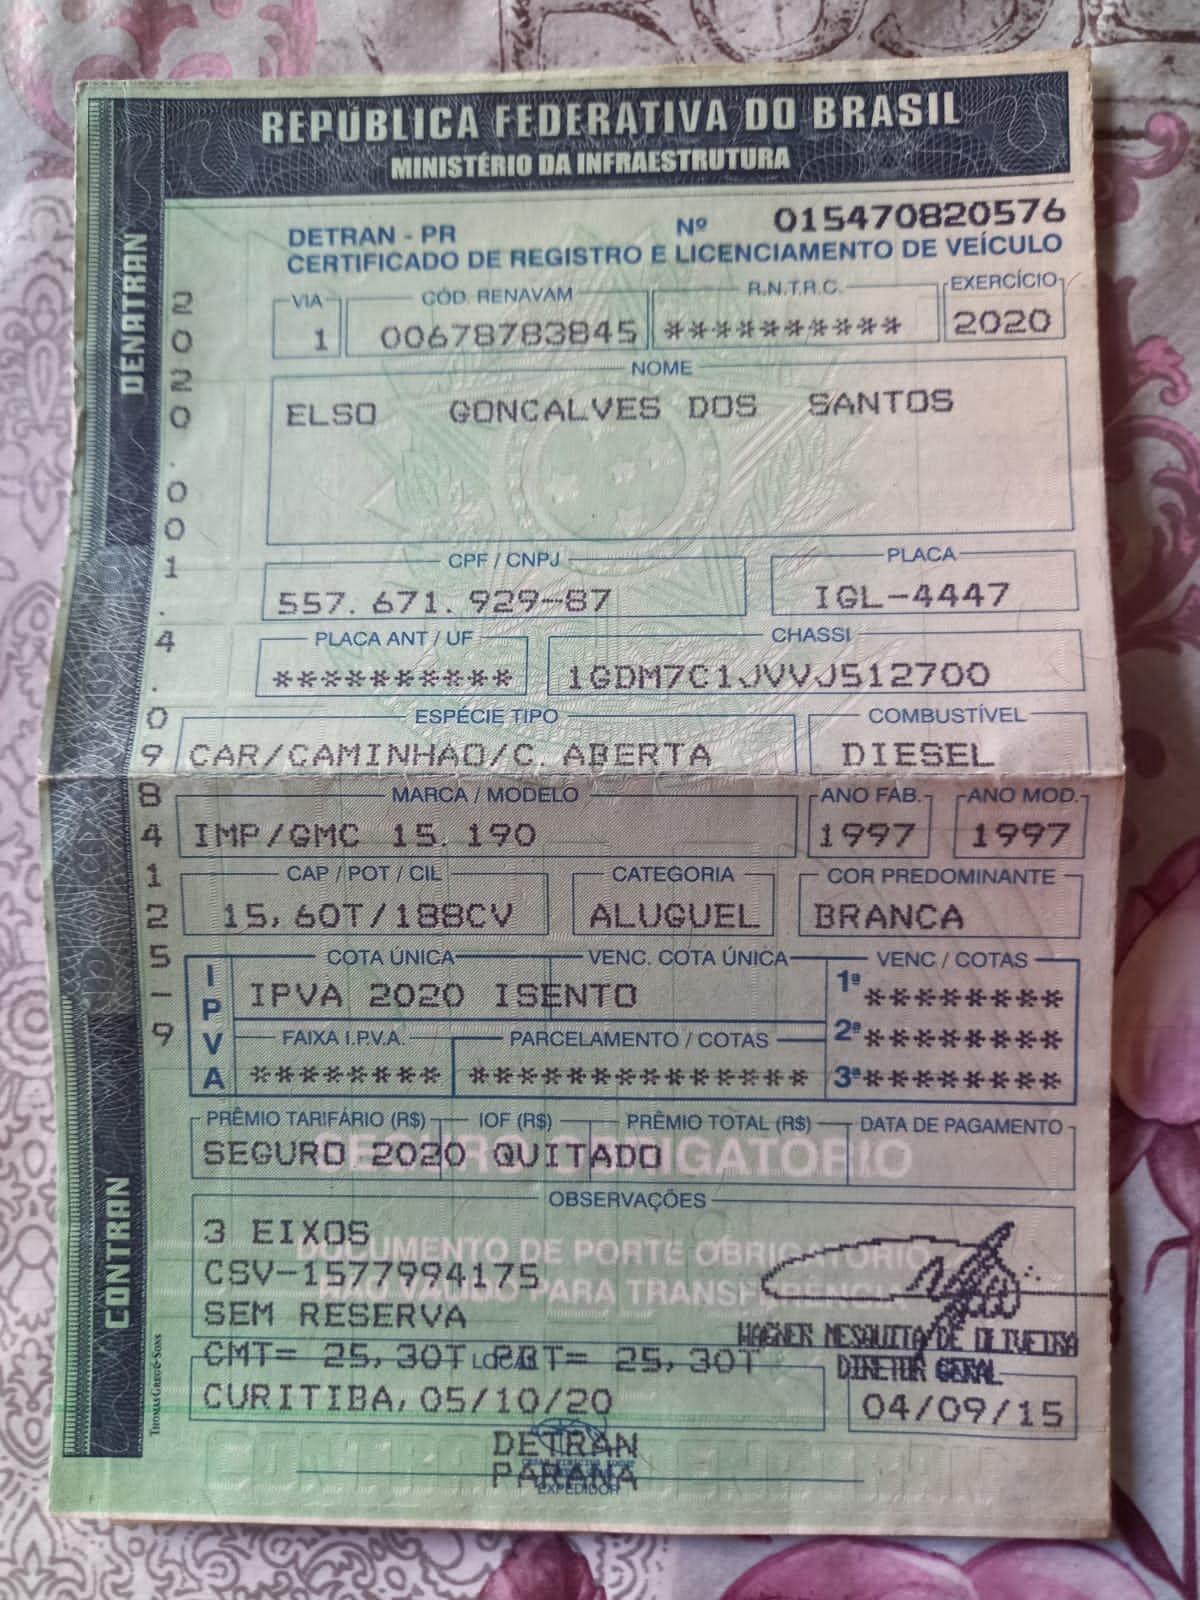 REPÚBLICA FEDERATIVA DO BRASIL
MINISTÉRIO DA INFRAESTRUTURA
DENATRAN
CONTRAN
2020.001.4.0984125-9
DETRAN - PR Nº 015470820576
CERTIFICADO DE REGISTRO E LICENCIAMENTO DE VEÍCULO
VIA CÓD. RENAVAM R.N.T.R.C. EXERCÍCIO
1 00678783845 ********** 2020
NOME
ELSO GONCALVES DOS SANTOS
CPF / CNPJ PLACA
557. 671. 929-87 IGL-4447
PLACA ANT / UF CHASSI
********** 1GDM7C1JVVJ512700
ESPÉCIE TIPO COMBUSTÍVEL
CAR/CAMINHAO/C. ABERTA DIESEL
MARCA / MODELO ANO FAB. ANO MOD.
IMP/GMC 15. 190 1997 1997
CAP / POT / CIL CATEGORIA COR PREDOMINANTE
15, 60T/188CV ALUGUEL BRANCA
IPVA
COTA ÚNICA VENC. COTA ÚNICA VENC / COTAS
IPVA 2020 ISENTO 1ª ********
2ª ********
FAIXA I.P.V.A. PARCELAMENTO / COTAS
******** ************** 3ª ********
PRÊMIO TARIFÁRIO (R$) IOF (R$) PRÊMIO TOTAL (R$) DATA DE PAGAMENTO
SEGURO OBRIGATÓRIO
SEGURO 2020 QUITADO
OBSERVAÇÕES
3 EIXOS
DOCUMENTO DE PORTE OBRIGATÓRIO
CSV-1577994175
NÃO VÁLIDO PARA TRANSFERÊNCIA
SEM RESERVA
WAGNER MESQUITA DE OLIVEIRA
CMT= 25, 30T PBT= 25, 30T
LOCAL
DIRETOR GERAL
CURITIBA, 05/10/20 04/09/15
DETRAN
PARANA
EXPEDIDOR
THOMAS GREG & SONS